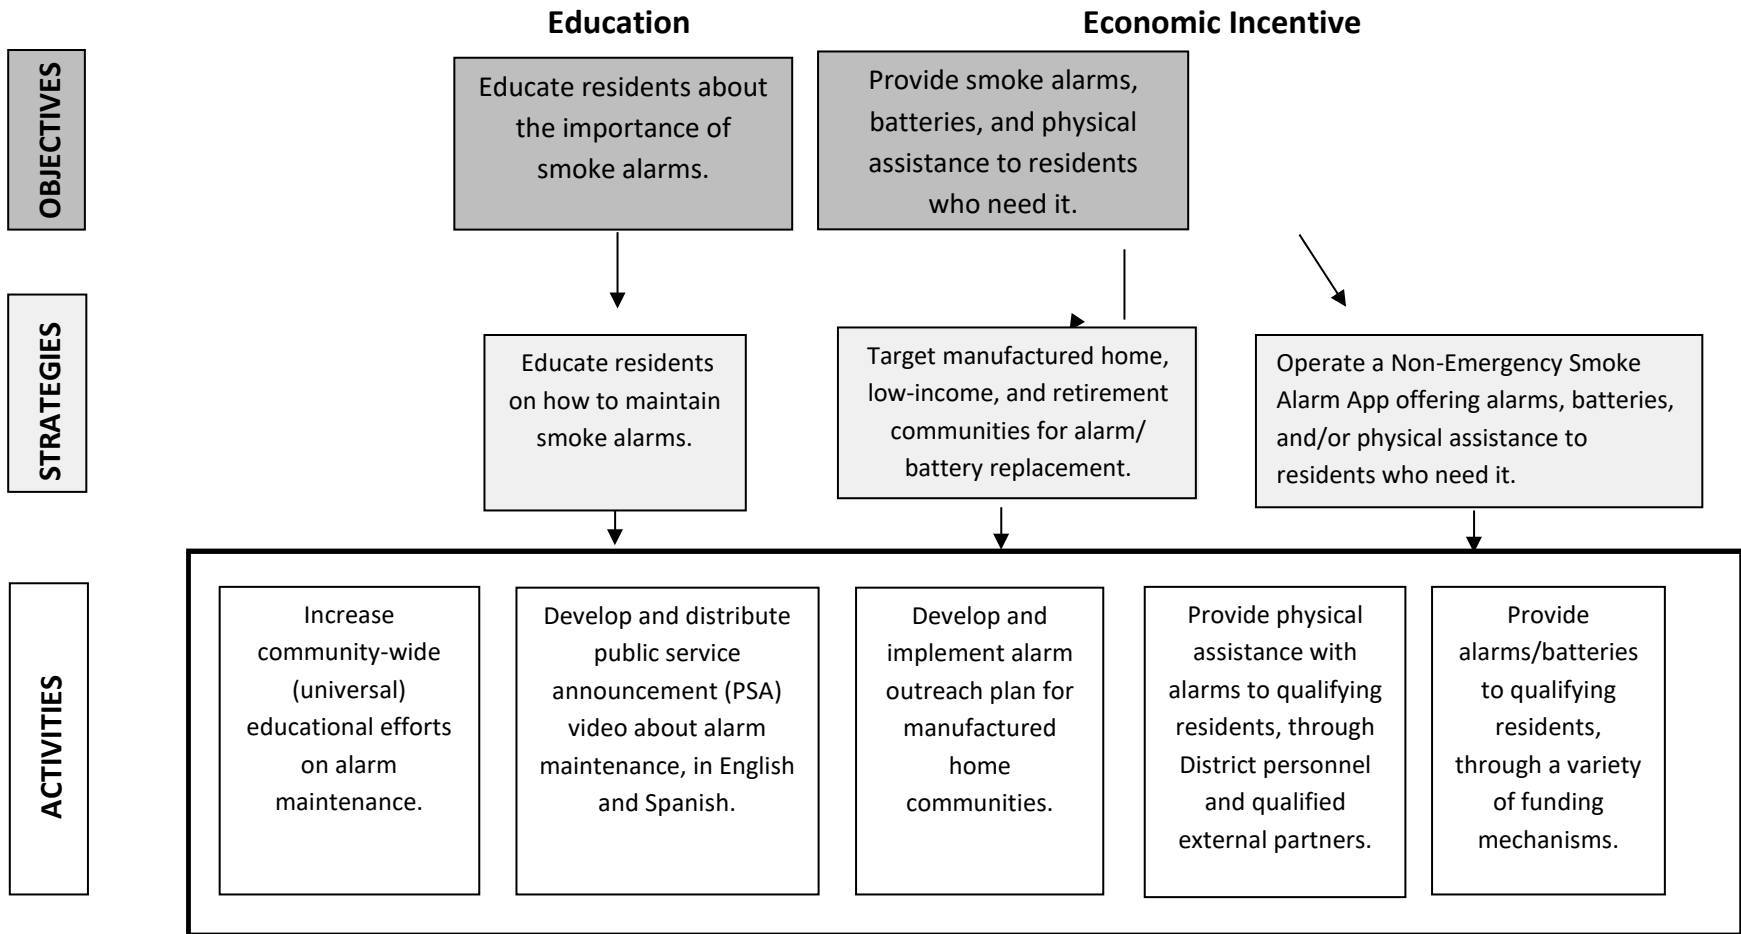 Education
Economic Incentive
OBJECTIVES
Educate residents about
the importance of
smoke alarms.
Provide smoke alarms,
batteries, and physical
assistance to residents
who need it.
STRATEGIES
Educate residents
on how to maintain
smoke alarms.
Target manufactured home,
low-income, and retirement
communities for alarm/
battery replacement.
Operate a Non-Emergency Smoke
Alarm App offering alarms, batteries,
and/or physical assistance to
residents who need it.
ACTIVITIES
Increase
community-wide
(universal)
educational efforts
on alarm
maintenance.
Develop and distribute
public service
announcement (PSA)
video about alarm
maintenance, in English
and Spanish.
Develop and
implement alarm
outreach plan for
manufactured
home
communities.
Provide physical
assistance with
alarms to qualifying
residents, through
District personnel
and qualified
external partners.
Provide
alarms/batteries
to qualifying
residents,
through a variety
of funding
mechanisms.